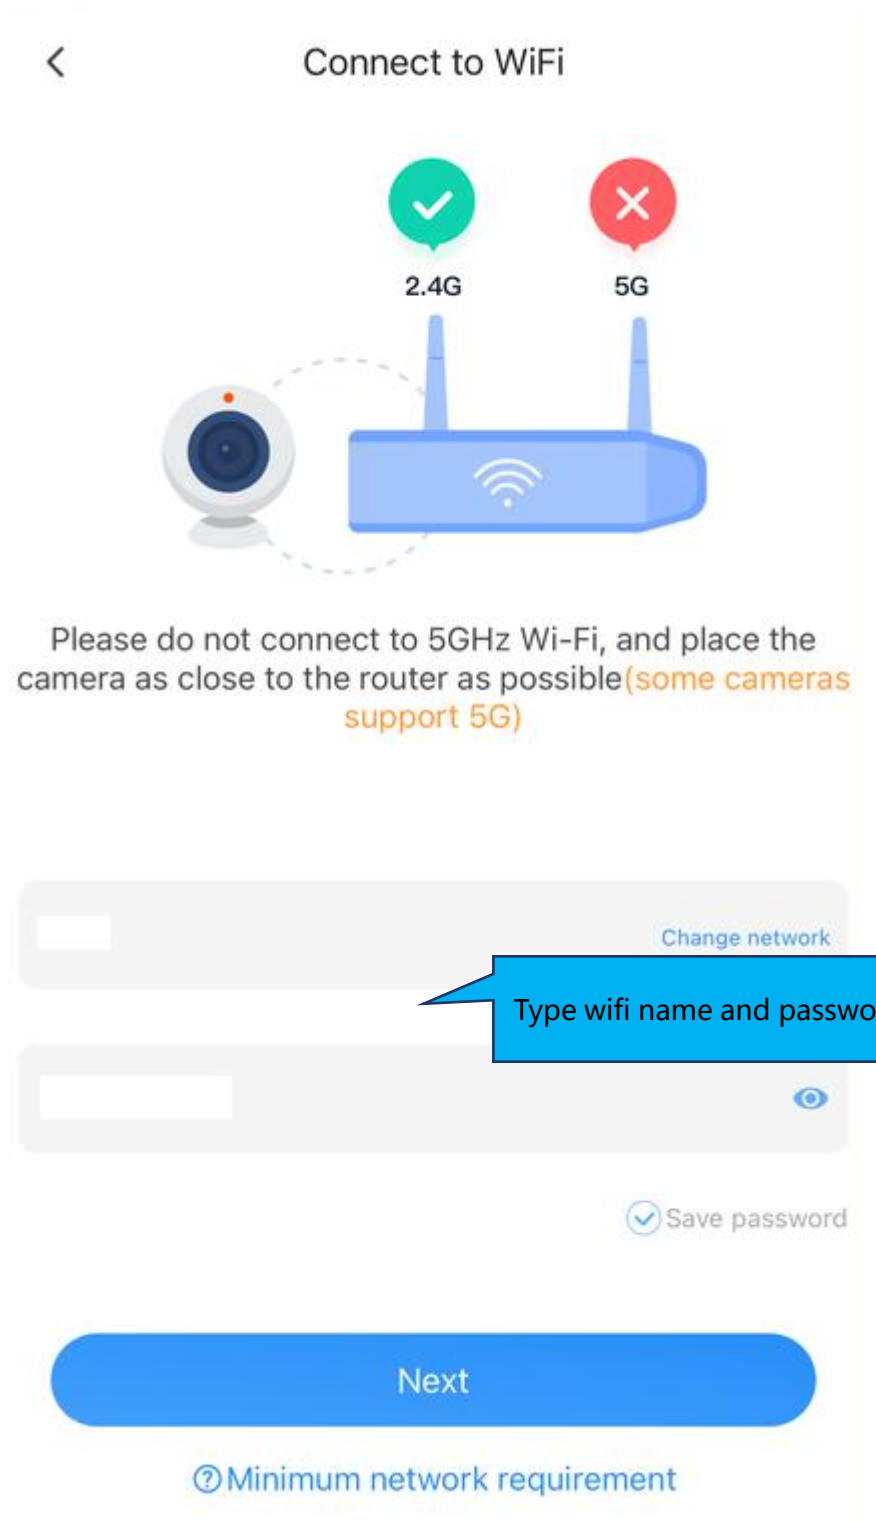 Connect to WiFi
2.4G
5G
Please do not connect to 5GHz Wi-Fi, and place the
camera as close to the router as possible(some cameras
support 5G)
Change network
Type wifi name and passwo
Save password
Next
Minimum network requirement